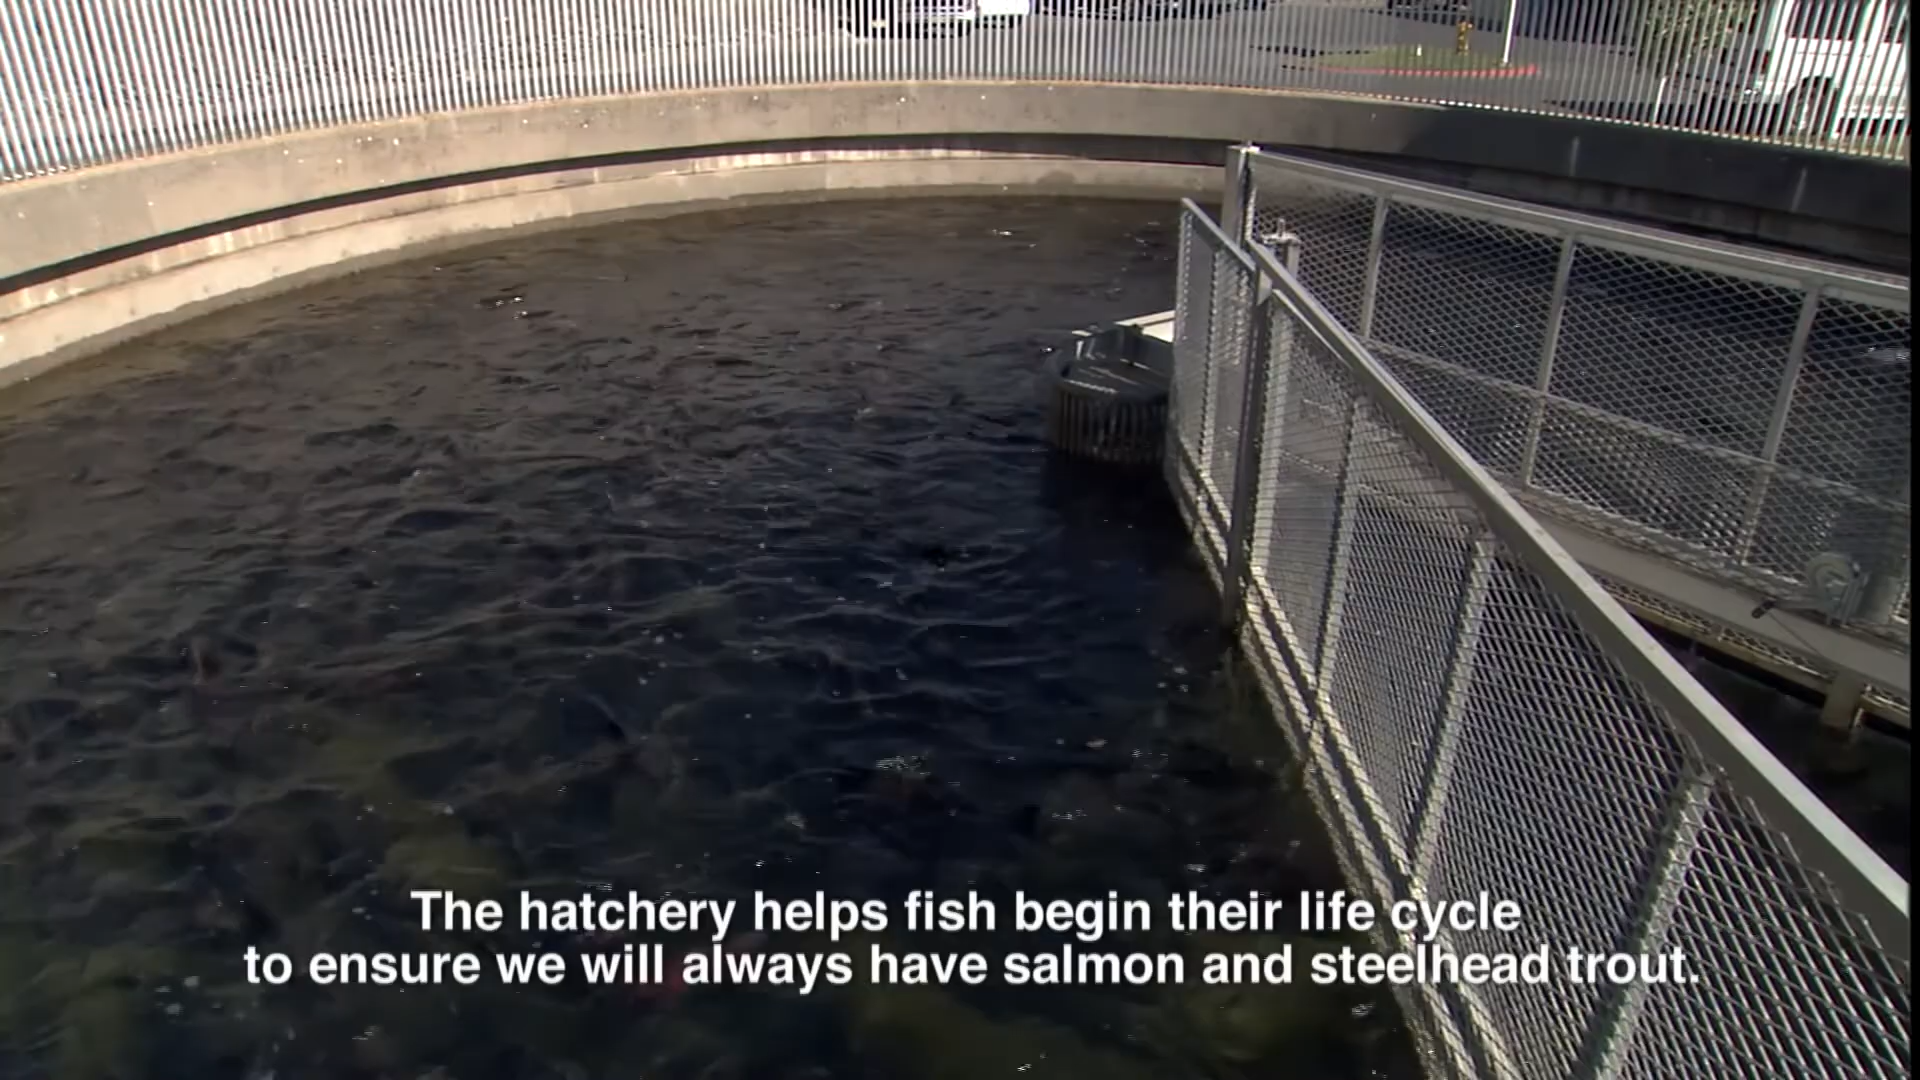 The hatchery helps fish begin their life cycle
to ensure we will always have salmon and steelhead trout.